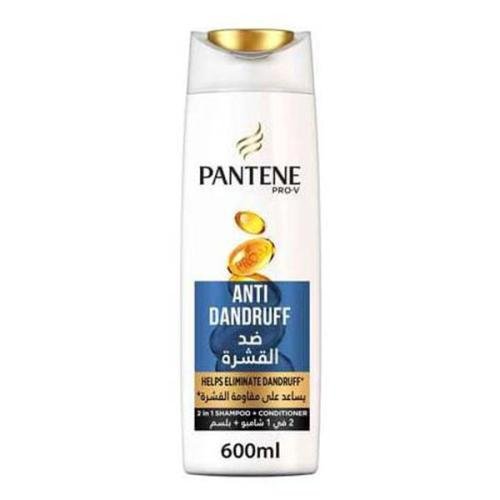 PANTENE
PRO-V
PRO-V
ANTI
DANDRUFF
ضد
القشرة
HELPS ELIMINATE DANDRUFF*
يساعد على مقاومة القشرة*
2 in 1 SHAMPOO + CONDITIONER
2 في 1 شامبو + بلسم
600ml